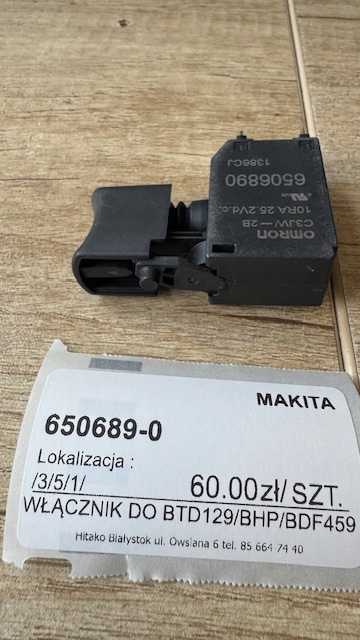 1386CJ
6506890
10RA 25.2Vd.c.
C3JW-2B
OMRON
MAKITA
650689-0
Lokalizacja :
/3/5/1/ 60.00zł/ SZT.
WŁĄCZNIK DO BTD129/BHP/BDF459
Hitako Białystok ul. Owsiana 6 tel. 85 664 74 40